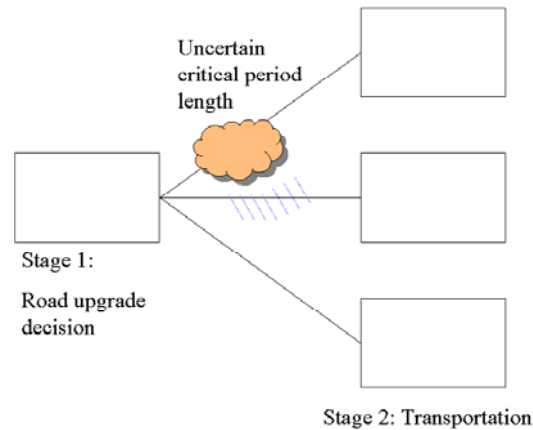 Uncertain
critical period
length
Stage 1:
Road upgrade
decision
Stage 2: Transportation